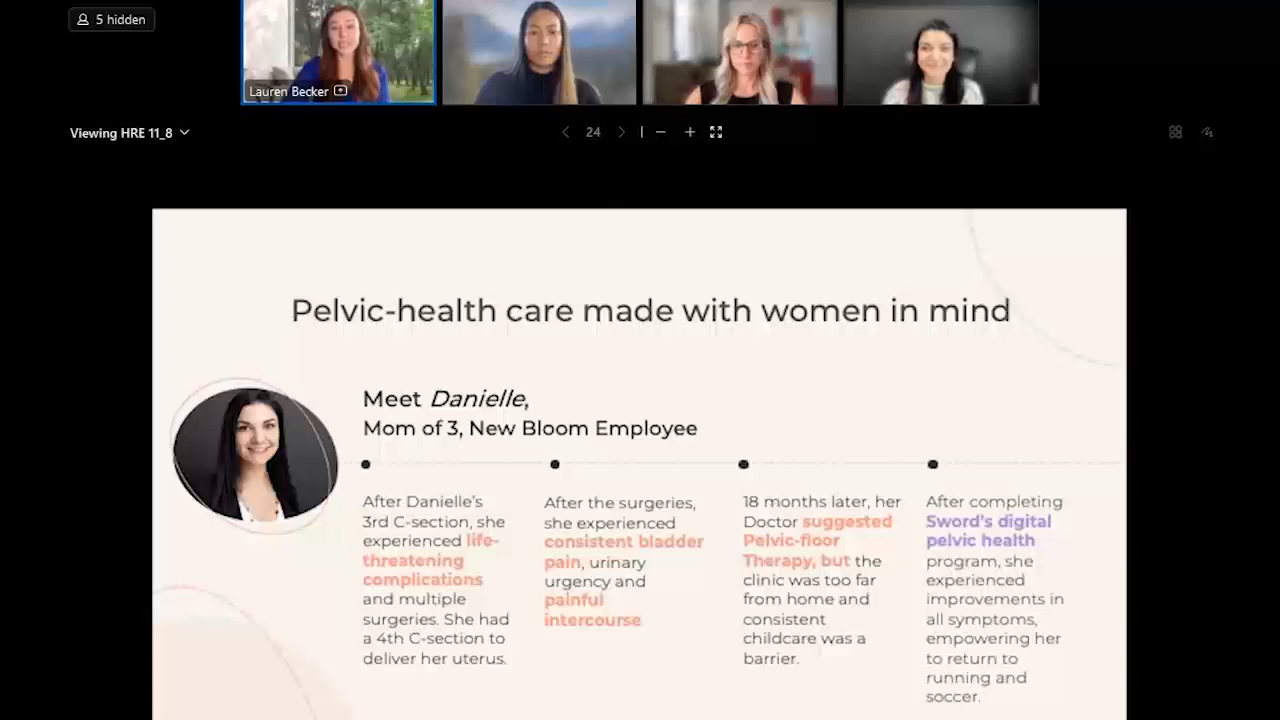 5 hidden
Lauren Becker
Viewing HRE 11_8
24
Pelvic-health care made with women in mind
Meet Danielle,
Mom of 3, New Bloom Employee
After Danielle's
3rd C-section, she
experienced life-
threatening
complications
and multiple
surgeries. She had
a 4th C-section to
deliver her uterus.
After the surgeries,
she experienced
consistent bladder
pain, urinary
urgency and
painful
intercourse
18 months later, her
Doctor suggested
Pelvic-floor
Therapy, but the
clinic was too far
from home and
consistent
childcare was a
barrier.
After completing
Sword's digital
pelvic health
program, she
experienced
improvements in
all symptoms,
empowering her
to return to
running and
soccer.